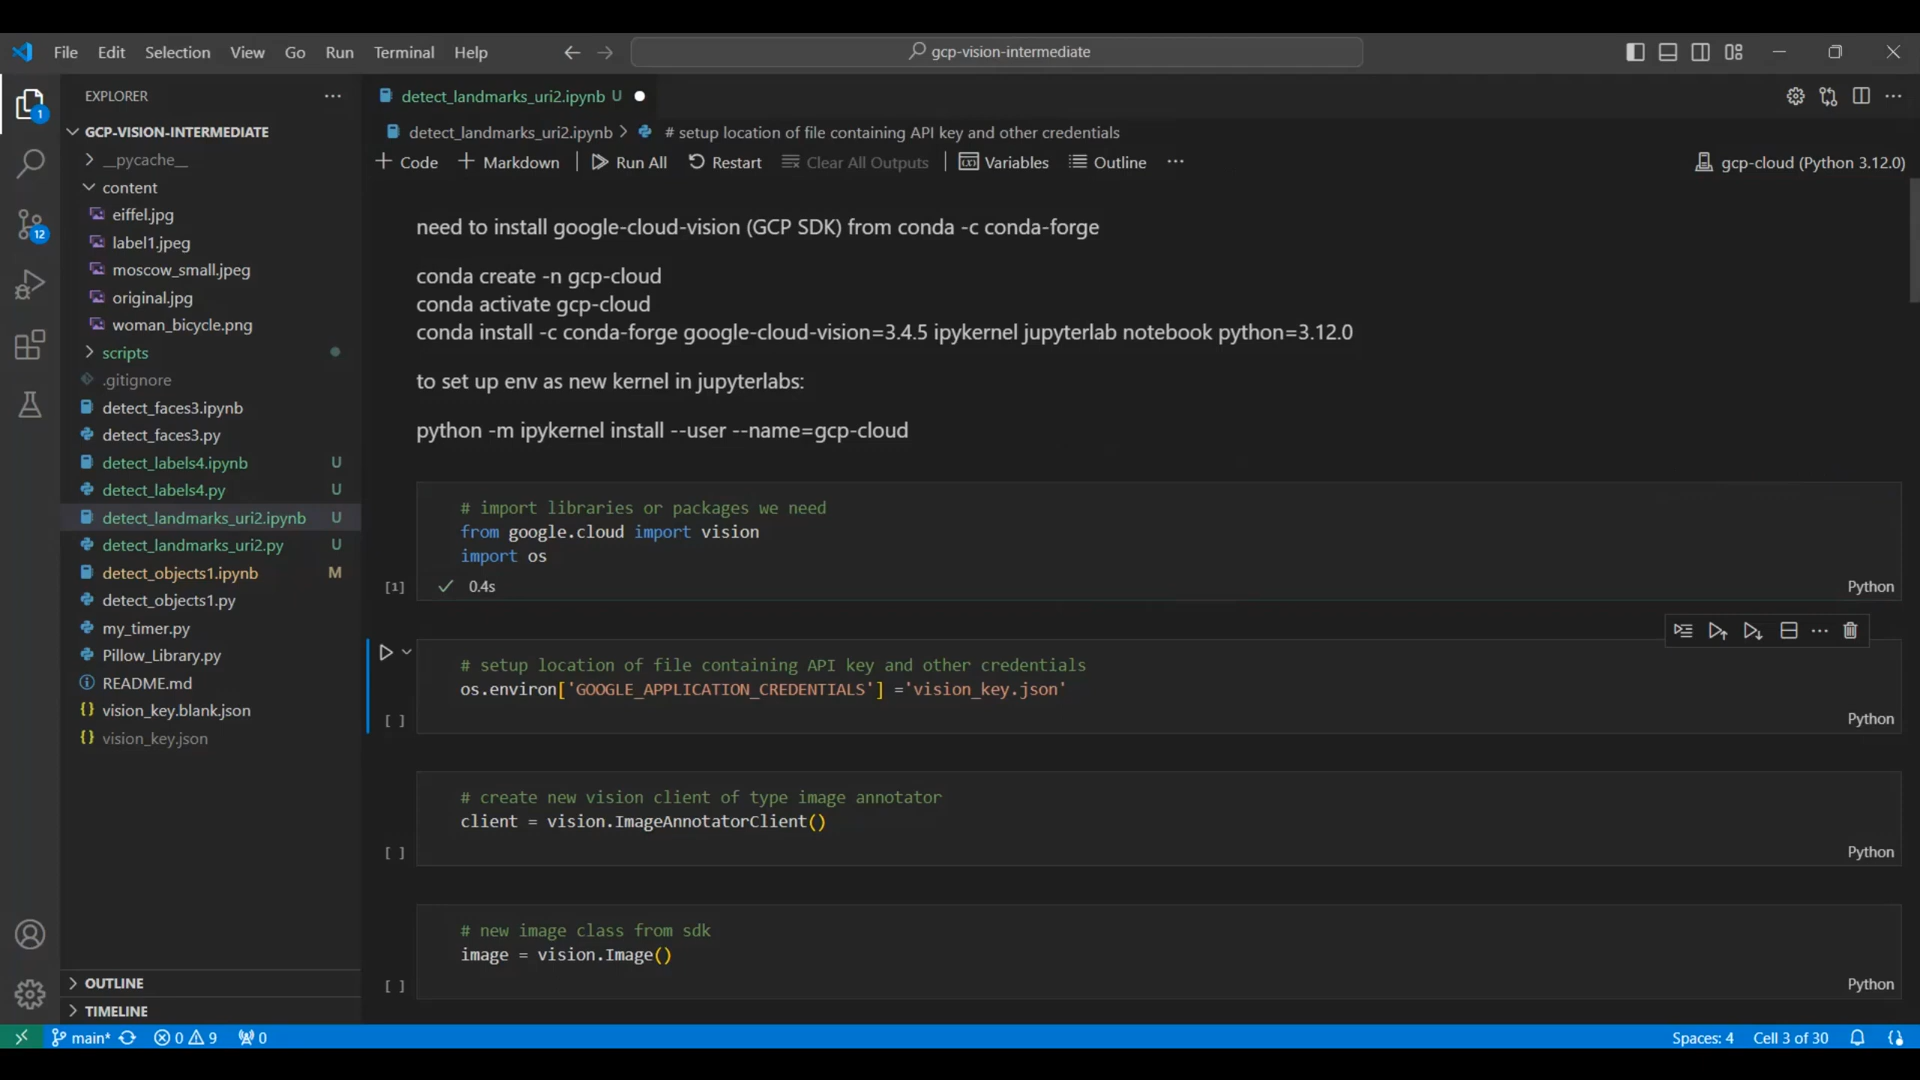 File Edit Selection View Go Run Terminal Help
gcp-vision-intermediate
EXPLORER
GCP-VISION-INTERMEDIATE
__pycache__
content
eiffel.jpg
label1.jpeg
moscow_small.jpeg
original.jpg
woman_bicycle.png
scripts
.gitignore
detect_faces3.ipynb
detect_faces3.py
detect_labels4.ipynb U
detect_labels4.py U
detect_landmarks_uri2.ipynb U
detect_landmarks_uri2.py U
detect_objects1.ipynb M
detect_objects1.py
my_timer.py
Pillow_Library.py
README.md
vision_key.blank.json
vision_key.json
OUTLINE
TIMELINE
1
12
detect_landmarks_uri2.ipynb U
detect_landmarks_uri2.ipynb > # setup location of file containing API key and other credentials
+ Code + Markdown | Run All Restart Clear All Outputs | Variables Outline ...
gcp-cloud (Python 3.12.0)
need to install google-cloud-vision (GCP SDK) from conda -c conda-forge
conda create -n gcp-cloud
conda activate gcp-cloud
conda install -c conda-forge google-cloud-vision=3.4.5 ipykernel jupyterlab notebook python=3.12.0
to set up env as new kernel in jupyterlabs:
python -m ipykernel install --user --name=gcp-cloud
# import libraries or packages we need
from google.cloud import vision
import os
[1] ✓ 0.4s
Python
# setup location of file containing API key and other credentials
os.environ['GOOGLE_APPLICATION_CREDENTIALS'] ='vision_key.json'
[ ]
Python
# create new vision client of type image annotator
client = vision.ImageAnnotatorClient()
[ ]
Python
# new image class from sdk
image = vision.Image()
[ ]
Python
main* 0 9 0
Spaces: 4 Cell 3 of 30